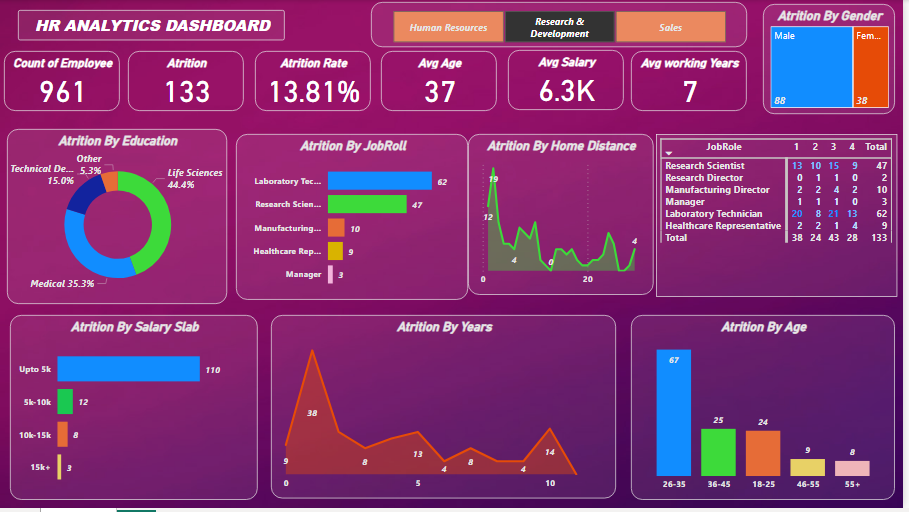 HR ANALYTICS DASHBOARD
Human Resources
Research &
Development
Sales
Atrition By Gender
Male
Fem...
88
38
Count of Employee
961
Atrition
133
Atrition Rate
13.81%
Avg Age
37
Avg Salary
6.3K
Avg working Years
7
Atrition By Education
Other
5.3%
Technical De...
15.0%
Life Sciences
44.4%
Medical 35.3%
Atrition By JobRoll
Laboratory Tec... 62
Research Scien... 47
Manufacturing... 10
Healthcare Rep... 9
Manager 3
Atrition By Home Distance
19
12
4
0
4
0 20
JobRole 1 2 3 4 Total
Research Scientist 13 10 15 9 47
Research Director 0 1 1 0 2
Manufacturing Director 2 2 4 2 10
Manager 1 1 1 0 3
Laboratory Technician 20 8 21 13 62
Healthcare Representative 2 2 1 4 9
Total 38 24 43 28 133
Atrition By Salary Slab
Upto 5k 110
5k-10k 12
10k-15k 8
15k+ 3
Atrition By Years
38
9 8 13 4 8 4 14
0 5 10
Atrition By Age
67
25
24
9
8
26-35 36-45 18-25 46-55 55+